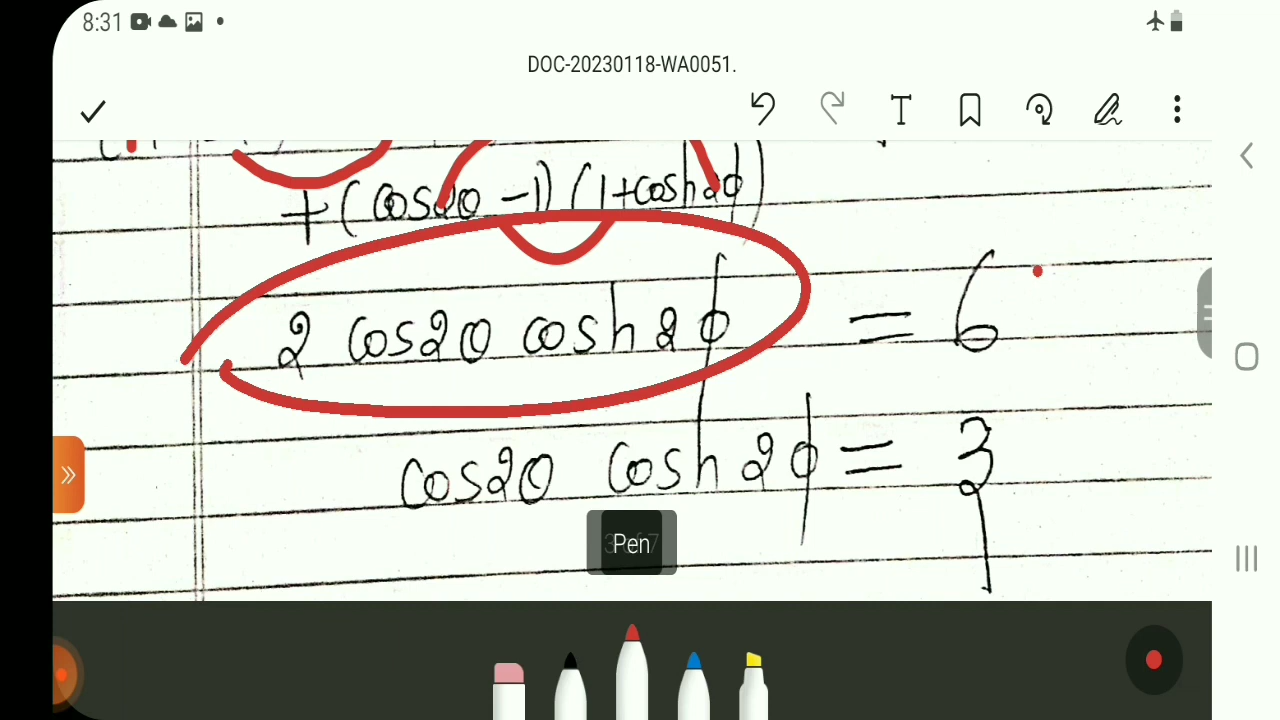 8:31
DOC-20230118-WA0051.
T
+(cos2θ -1) (1+cosh2ϕ)
2 cos2θ cosh2ϕ = 6
cos2θ cosh2ϕ = 3
Pen